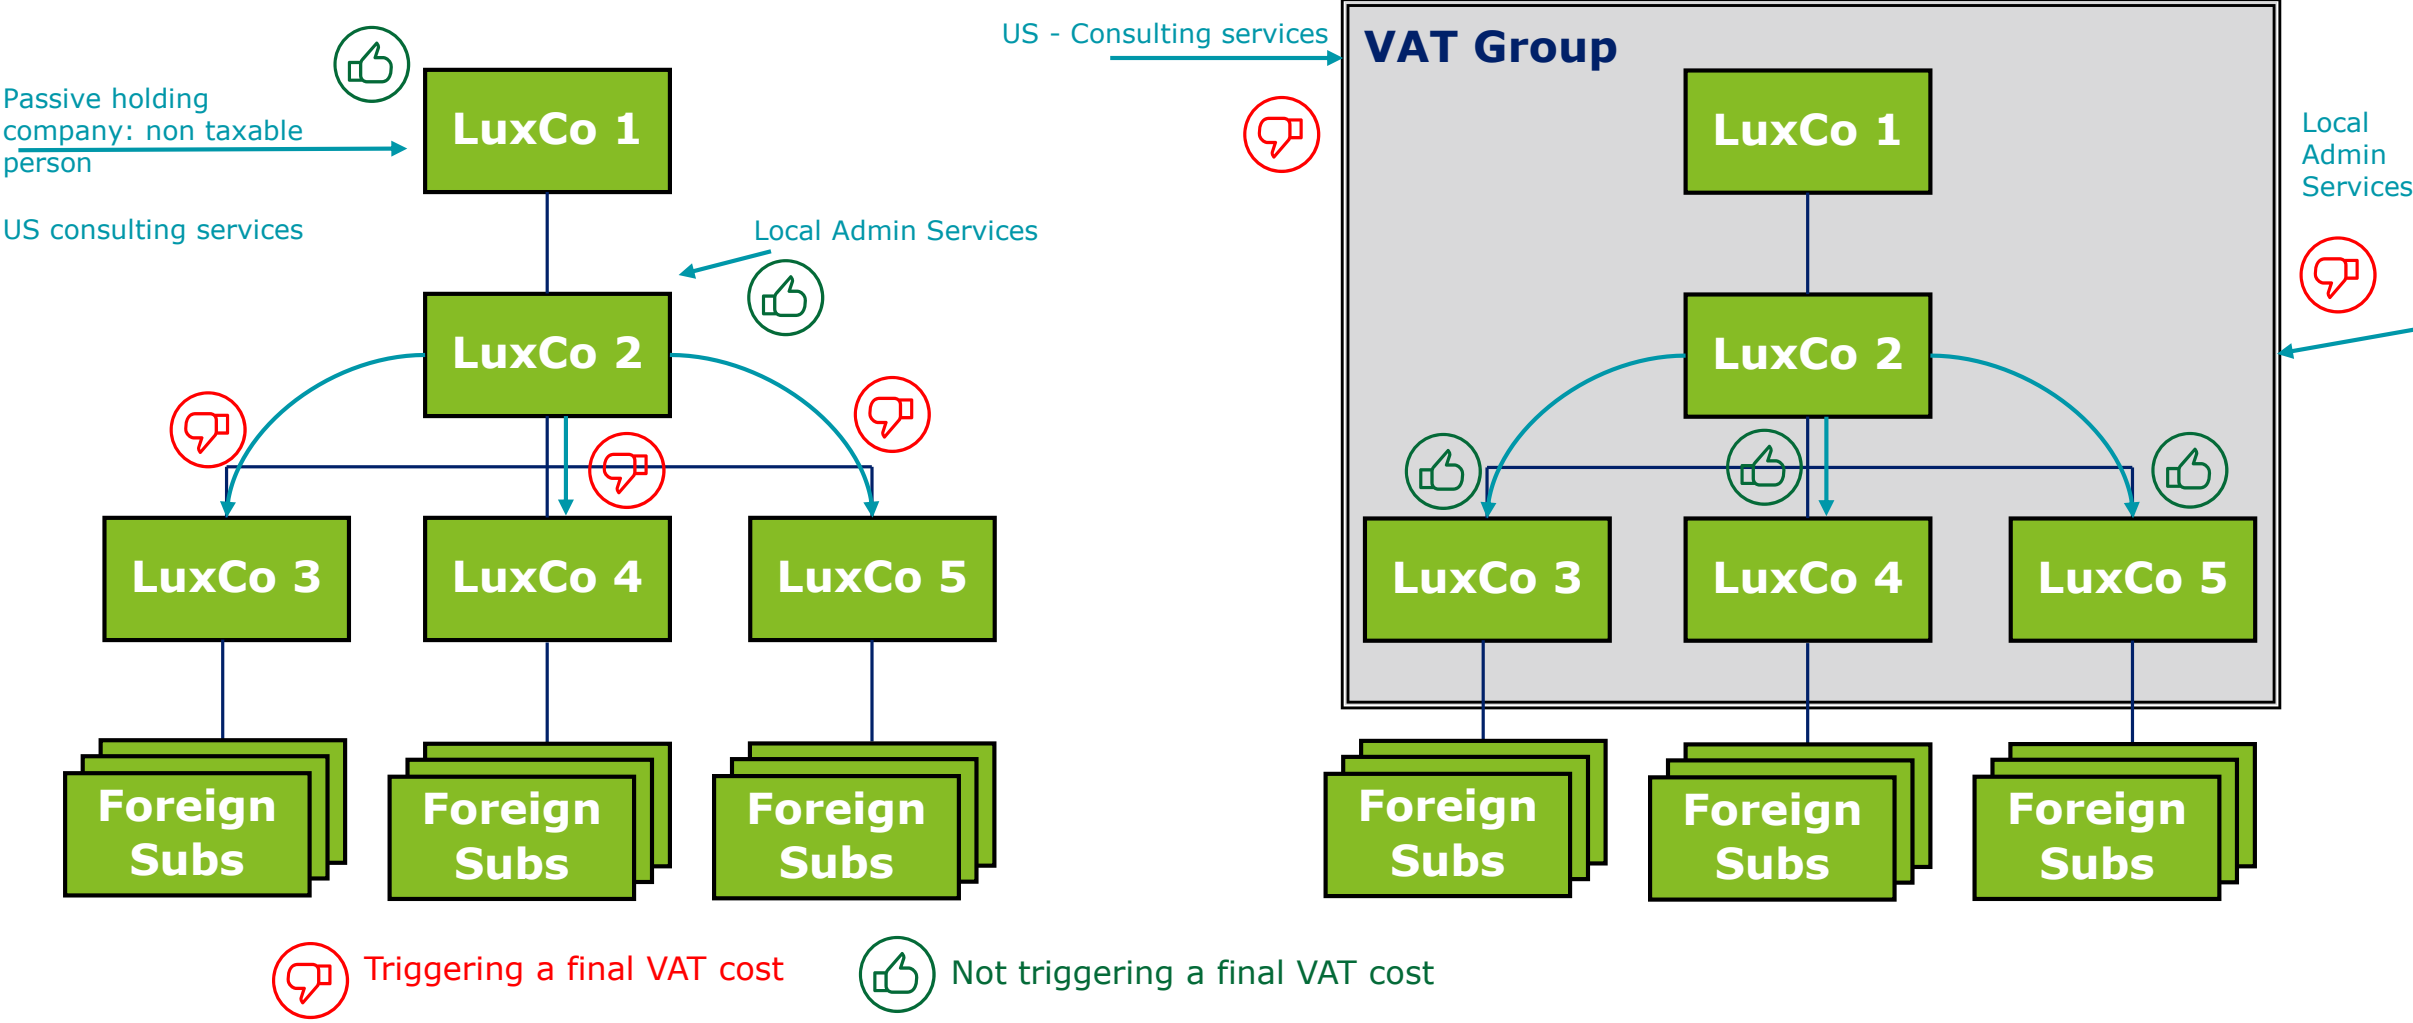 Passive holding
company: non taxable
person
US consulting services
LuxCo 1
Local Admin Services
LuxCo 2
LuxCo 3
LuxCo 4
LuxCo 5
Foreign
Subs
Foreign
Subs
Foreign
Subs
US - Consulting services
VAT Group
LuxCo 1
Local
Admin
Services
LuxCo 2
LuxCo 3
LuxCo 4
LuxCo 5
Foreign
Subs
Foreign
Subs
Foreign
Subs
Triggering a final VAT cost
Not triggering a final VAT cost